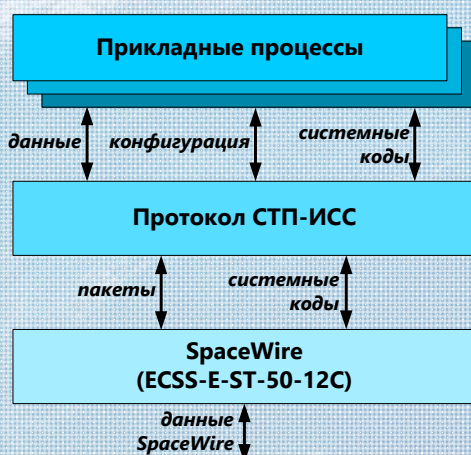 Прикладные процессы
данные конфигурация системные
коды
Протокол СТП-ИСС
пакеты системные
коды
SpaceWire
(ECSS-E-ST-50-12C)
данные
SpaceWire